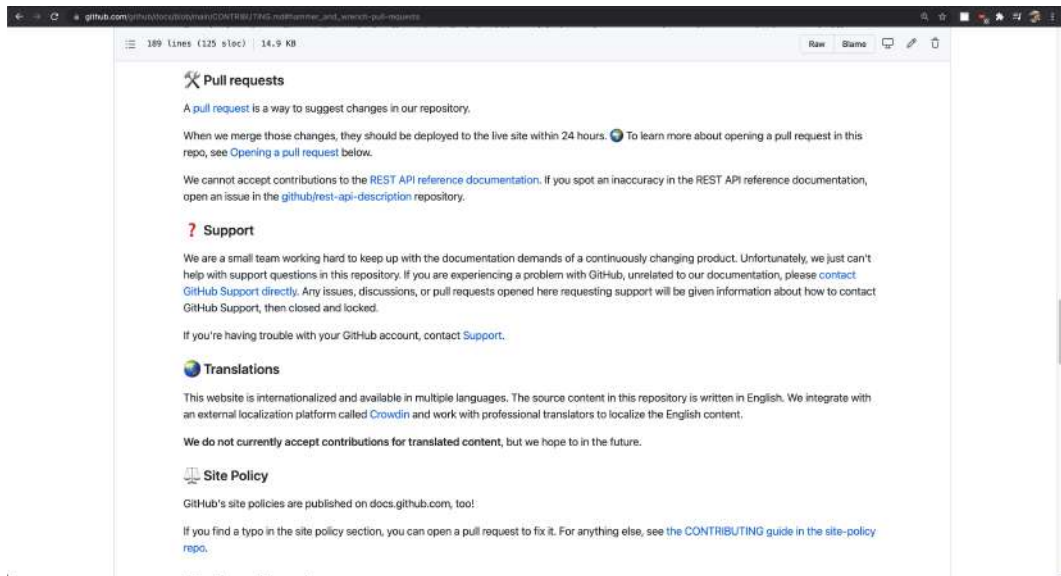 github.com/github/docs/blob/main/CONTRIBUTING.md#hammer_and_wrench-pull-requests
189 lines (125 sloc) 14.9 KB
Raw Blame
Pull requests
A pull request is a way to suggest changes in our repository.
When we merge those changes, they should be deployed to the live site within 24 hours. To learn more about opening a pull request in this
repo, see Opening a pull request below.
We cannot accept contributions to the REST API reference documentation. If you spot an inaccuracy in the REST API reference documentation,
open an issue in the github/rest-api-description repository.
Support
We are a small team working hard to keep up with the documentation demands of a continuously changing product. Unfortunately, we just can't
help with support questions in this repository. If you are experiencing a problem with GitHub, unrelated to our documentation, please contact
GitHub Support directly. Any issues, discussions, or pull requests opened here requesting support will be given information about how to contact
GitHub Support, then closed and locked.
If you're having trouble with your GitHub account, contact Support.
Translations
This website is internationalized and available in multiple languages. The source content in this repository is written in English. We integrate with
an external localization platform called Crowdin and work with professional translators to localize the English content.
We do not currently accept contributions for translated content, but we hope to in the future.
Site Policy
GitHub's site policies are published on docs.github.com, too!
If you find a typo in the site policy section, you can open a pull request to fix it. For anything else, see the CONTRIBUTING guide in the site-policy
repo.